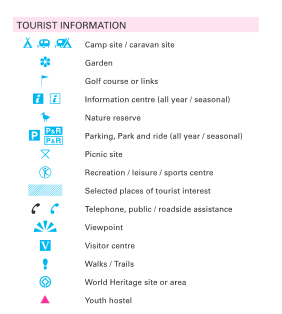 TOURIST INFORMATION
Camp site / caravan site
Garden
Golf course or links
i i Information centre (all year / seasonal)
Nature reserve
P P&R P&R Parking, Park and ride (all year / seasonal)
Picnic site
Recreation / leisure / sports centre
Selected places of tourist interest
Telephone, public / roadside assistance
Viewpoint
V Visitor centre
Walks / Trails
World Heritage site or area
Youth hostel